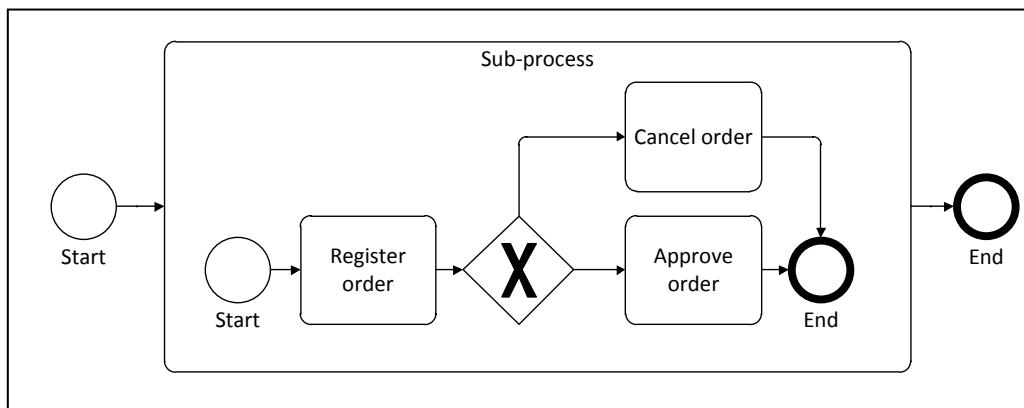 Sub-process
Cancel order
Start
Register
order
X
Approve
order
Start
End
End